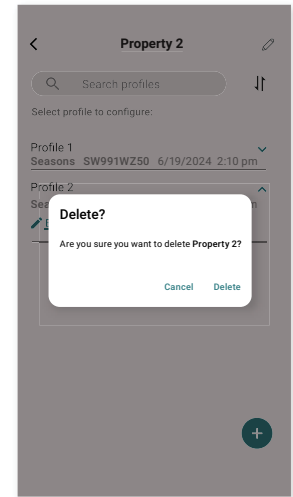 Property 2
Search profiles
Select profile to configure:
Profile 1
Seasons SW991WZ50 6/19/2024 2:10 pm
Profile 2
Delete?
Are you sure you want to delete Property 2?
Cancel Delete